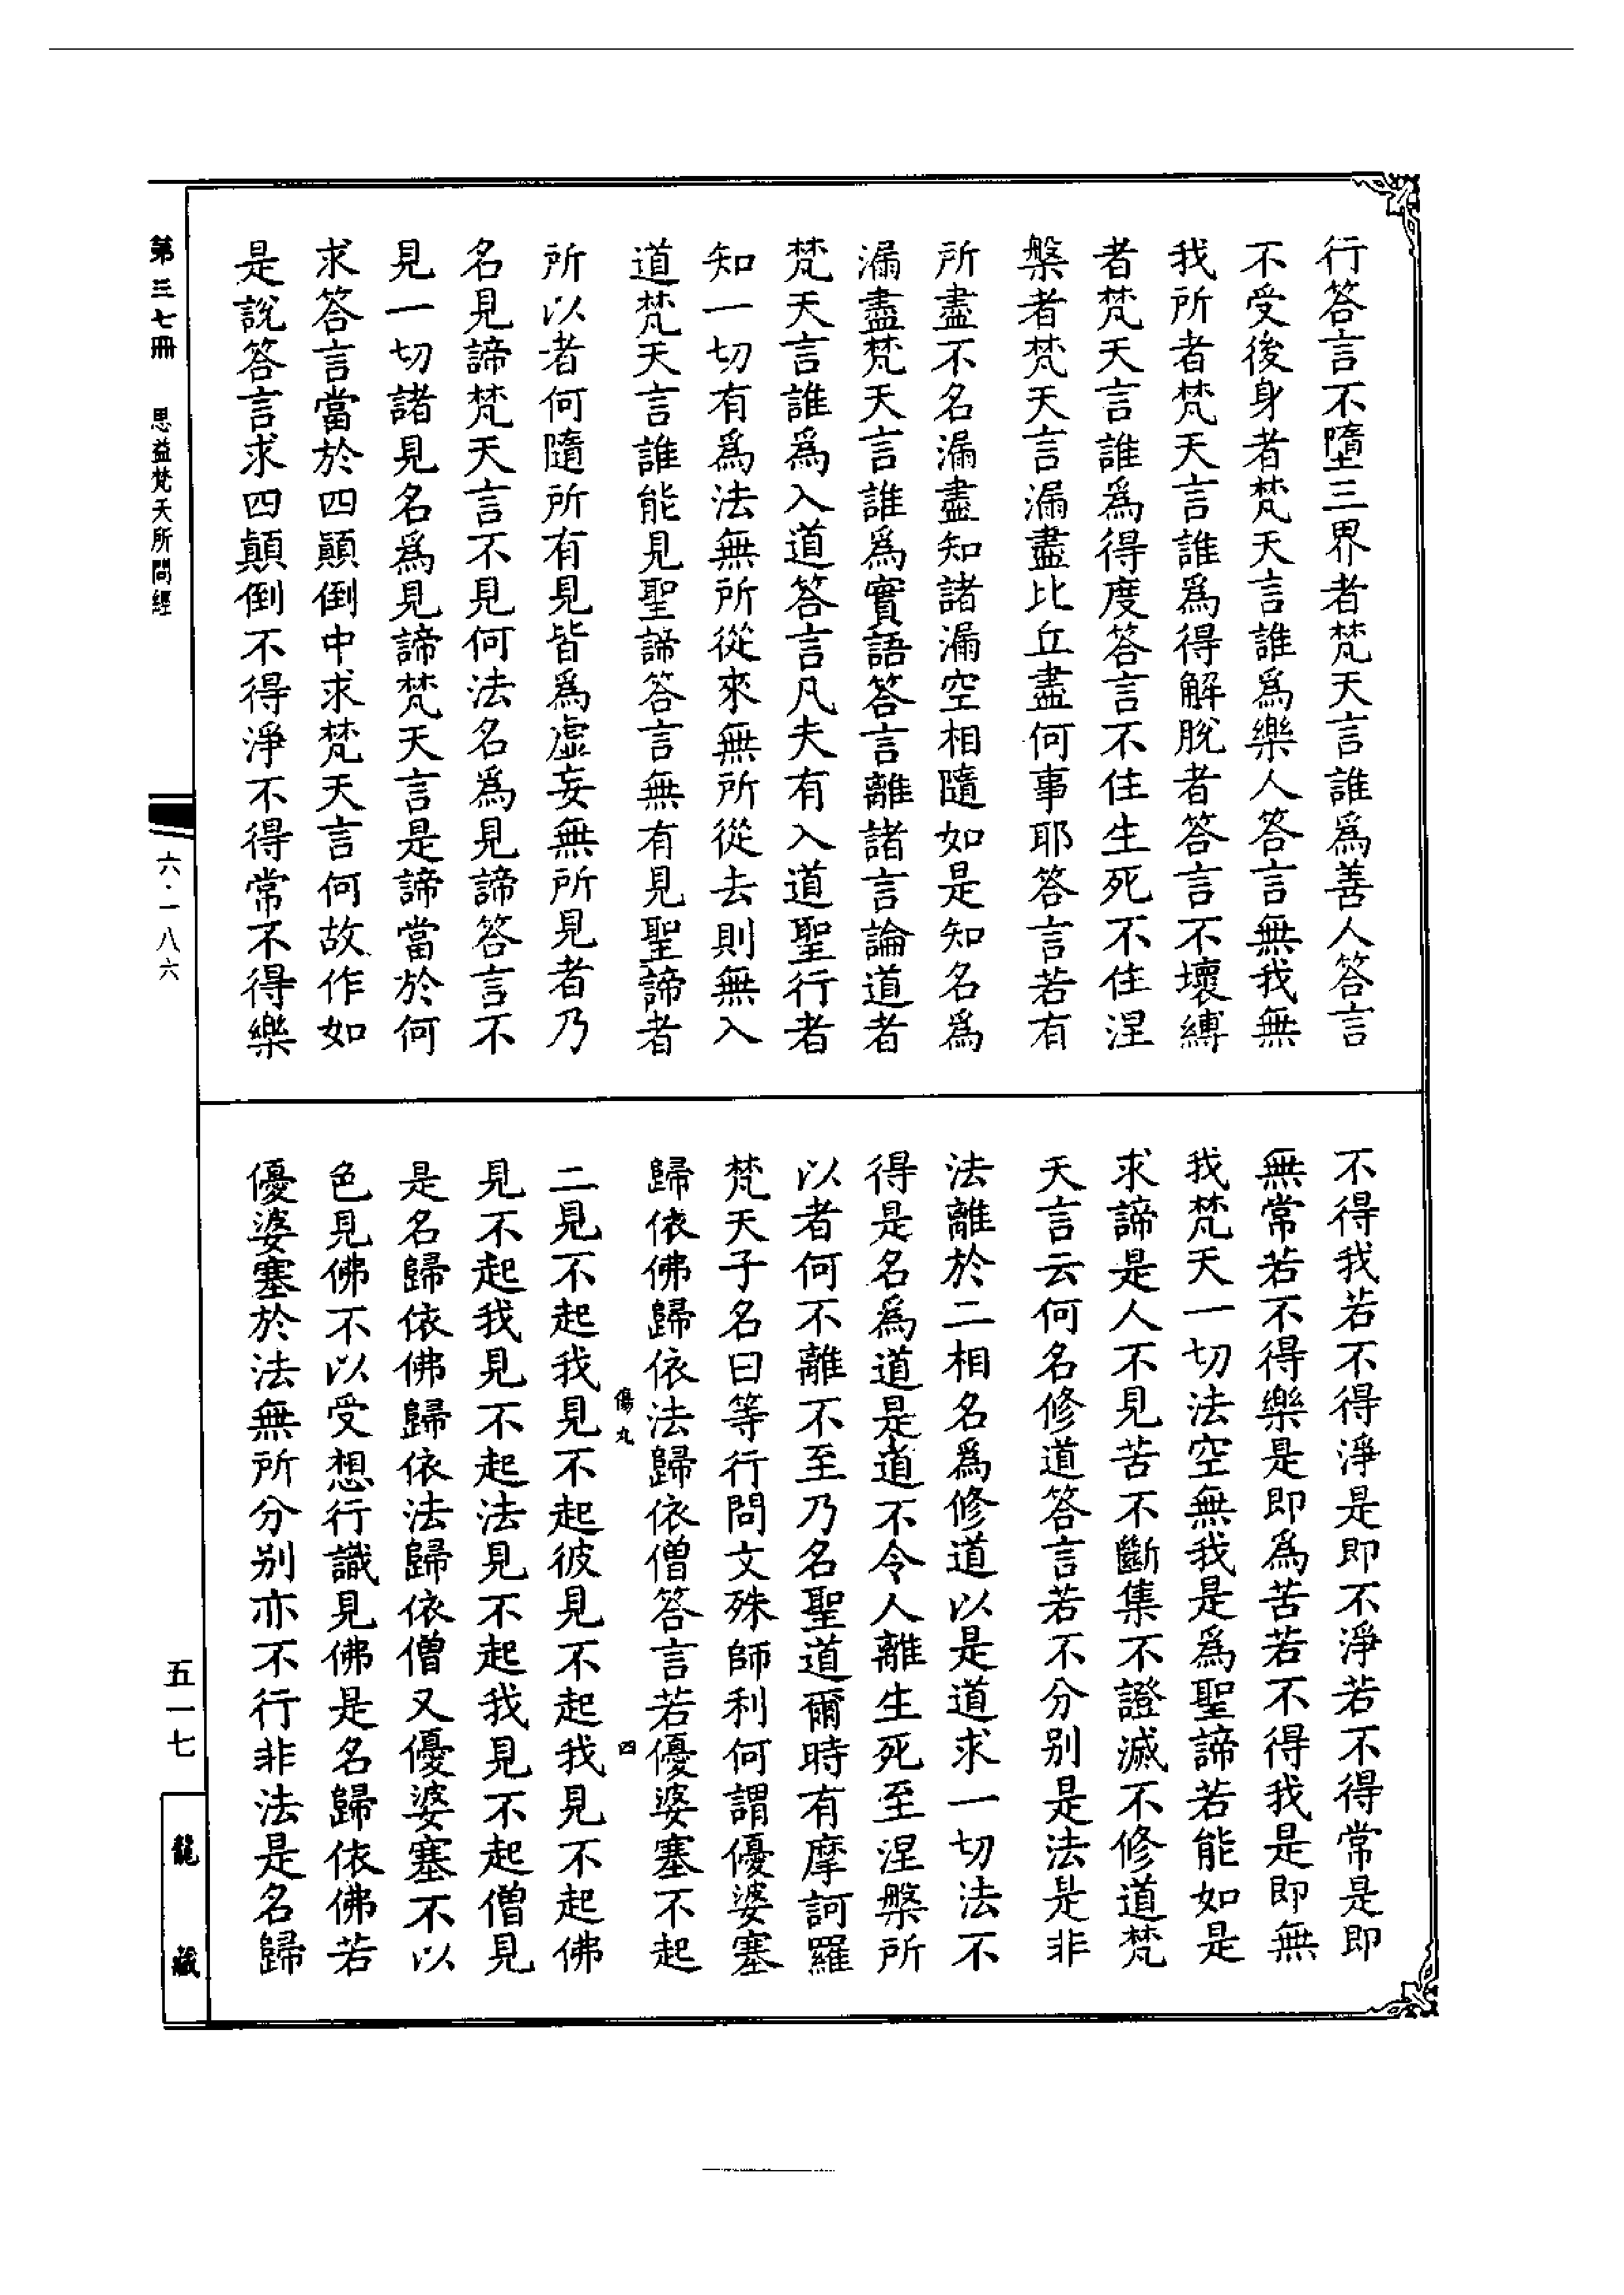 行答言不墮三界者梵天言誰爲善人答言
不受後身者梵天言誰爲樂人答言無我無
我所者梵天言誰爲得解脫者答言不壞縛
者梵天言誰爲得度答言不住生死不住涅
槃者梵天言漏盡比丘盡何事耶答言若有
所盡不名漏盡知諸漏空相隨如是知名爲
漏盡梵天言誰爲實語答言離諸言論道者
梵天言誰爲入道答言凡夫有入道聖行者
知一切有爲法無所從來無所從去則無入
道梵天言誰能見聖諦答言無有見聖諦者
所以者何隨所有見皆爲虛妄無所見者乃
名見諦梵天言不見何法名爲見諦答言不
見一切諸見名爲見諦梵天言是諦當於何
求答言當於四顛倒中求梵天言何故作如
是說答言求四顛倒不得淨不得常不得樂
不得我若不得淨是即不淨若不得常是即
無常若不得樂是即爲苦若不得我是即無
我梵天一切法空無我是爲聖諦若能如是
求諦是人不見苦不斷集不證滅不修道梵
天言云何名修道答言若不分別是法是非
法離於二相名爲修道以是道求一切法不
得是名爲道是道不令人離生死至涅槃所
以者何不離不至乃名聖道爾時有摩訶羅
梵天子名曰等行問文殊師利何謂優婆塞
歸依佛歸依法歸依僧答言若優婆塞不起
傷九 四
二見不起我見不起彼見不起我見不起佛
見不起我見不起法見不起我見不起僧見
是名歸依佛歸依法歸依僧又優婆塞不以
色見佛不以受想行識見佛是名歸依佛若
優婆塞於法無所分別亦不行非法是名歸
第三七冊 思益梵天所問經
六·一八六
五一七
龍藏